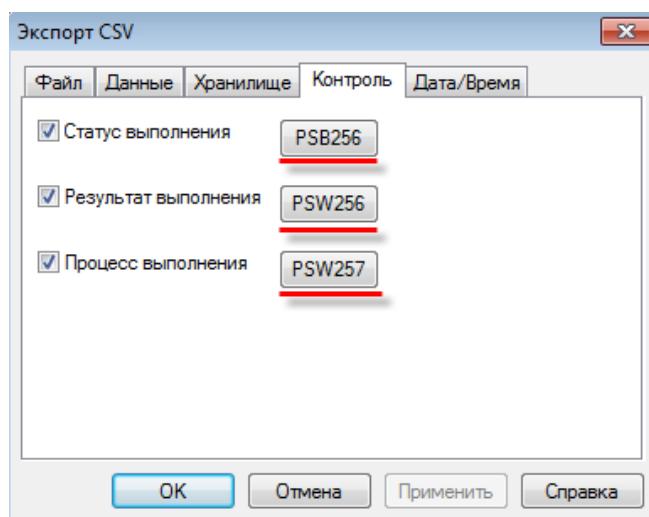 Экспорт CSV
Файл Данные Хранилище Контроль Дата/Время
Статус выполнения PSB256
Результат выполнения PSW256
Процесс выполнения PSW257
OK Отмена Применить Справка